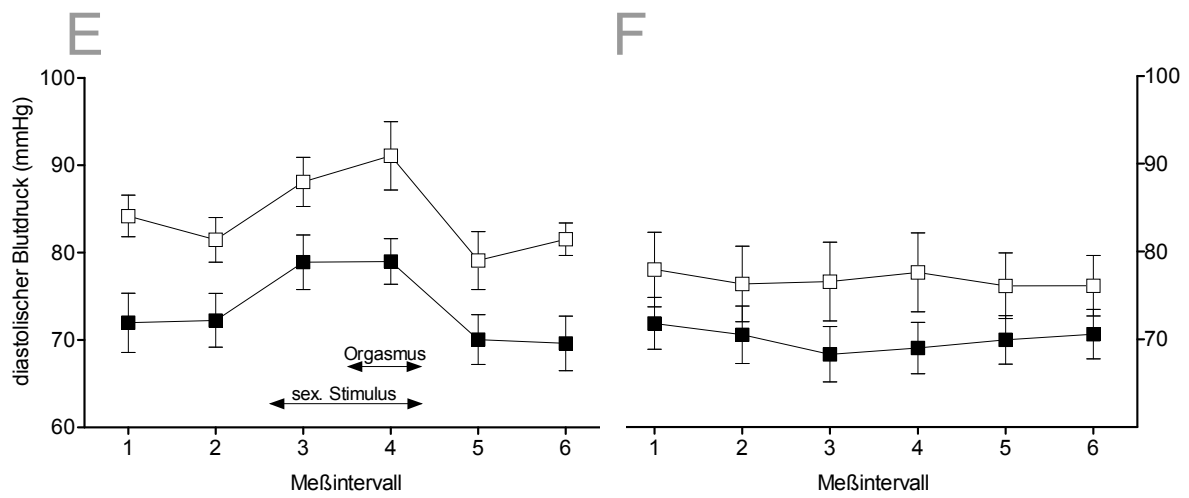 E
F
diastolischer Blutdruck (mmHg)
100
90
80
70
60
Orgasmus
sex. Stimulus
1 2 3 4 5 6
Meßintervall
100
90
80
70
1 2 3 4 5 6
Meßintervall